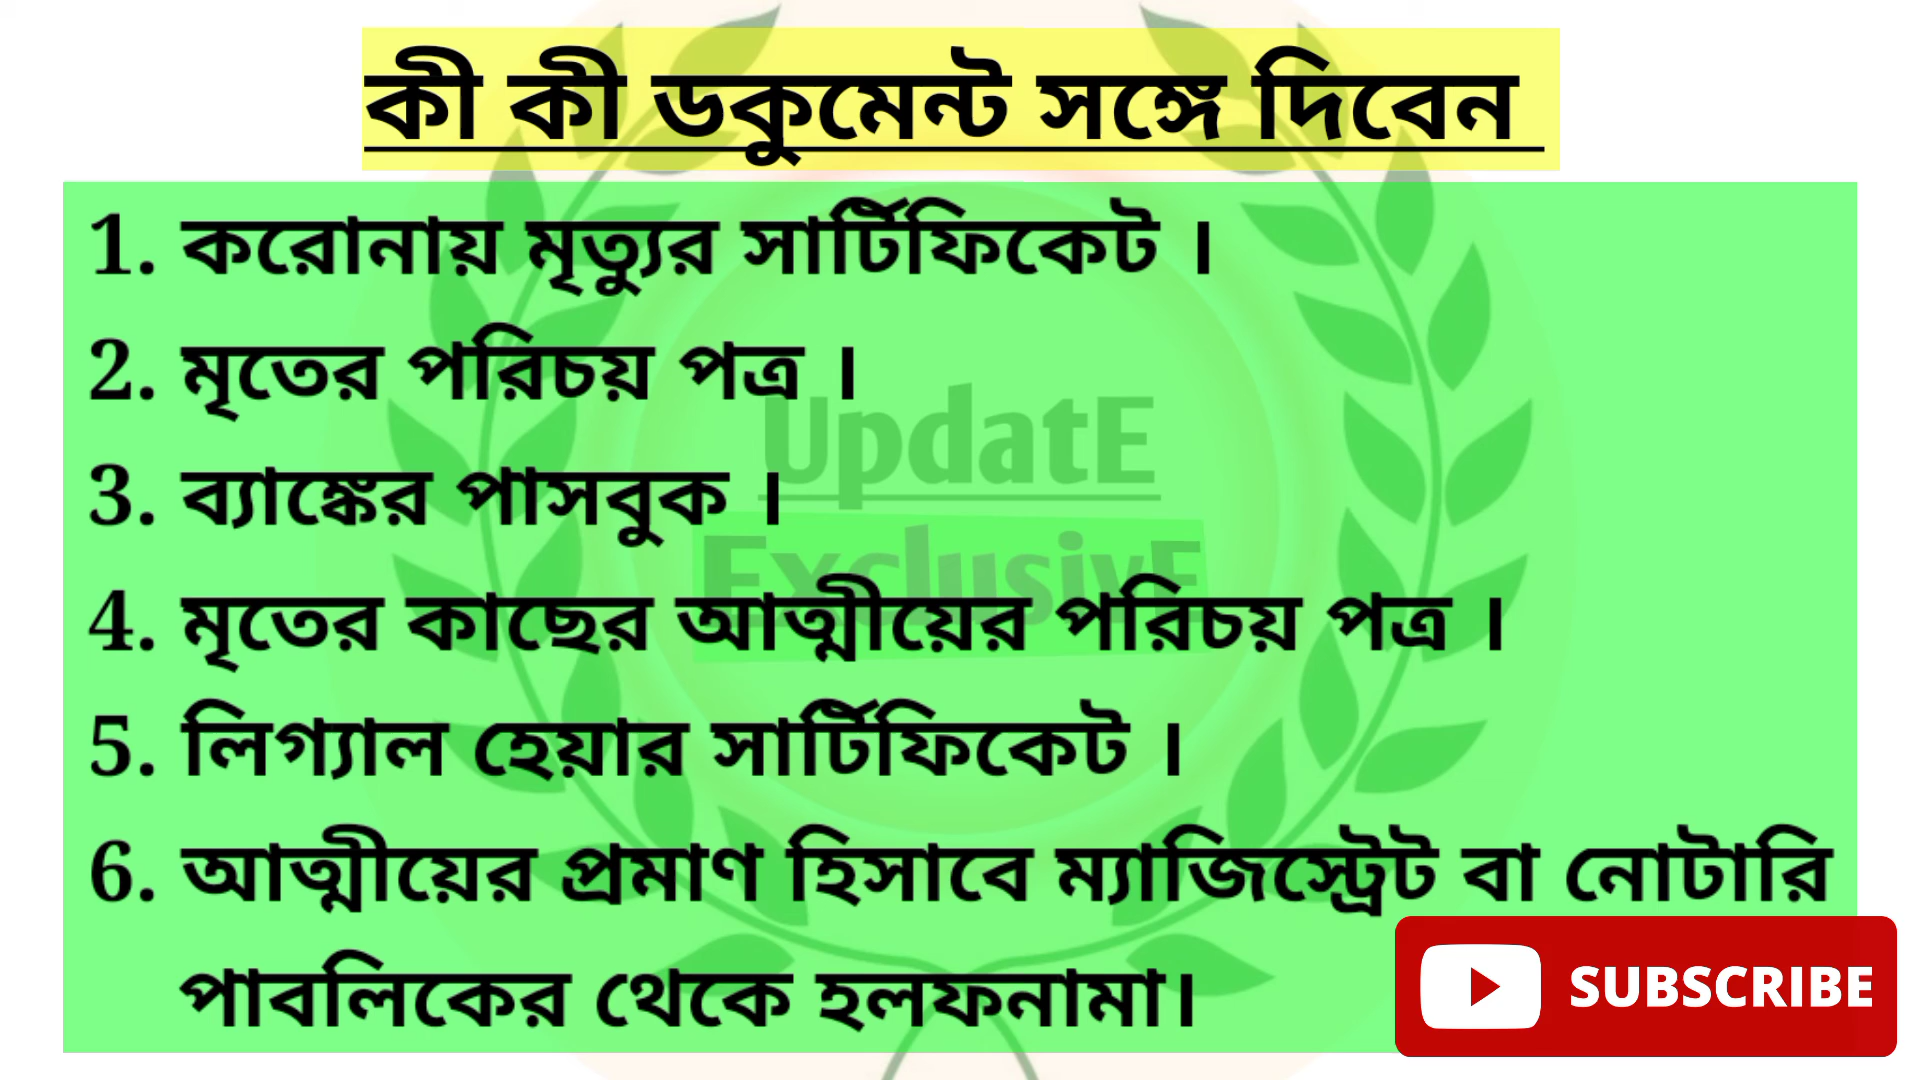 কী কী ডকুমেন্ট সঙ্গে দিবেন
1. করোনায় মৃত্যুর সার্টিফিকেট ।
2. মৃতের পরিচয় পত্র ।
3. ব্যাঙ্কের পাসবুক ।
UpdatE
ExclusivE
4. মৃতের কাছের আত্মীয়ের পরিচয় পত্র ।
5. লিগ্যাল হেয়ার সার্টিফিকেট ।
6. আত্মীয়ের প্রমাণ হিসাবে ম্যাজিস্ট্রেট বা নোটারি
পাবলিকের থেকে হলফনামা।
SUBSCRIBE